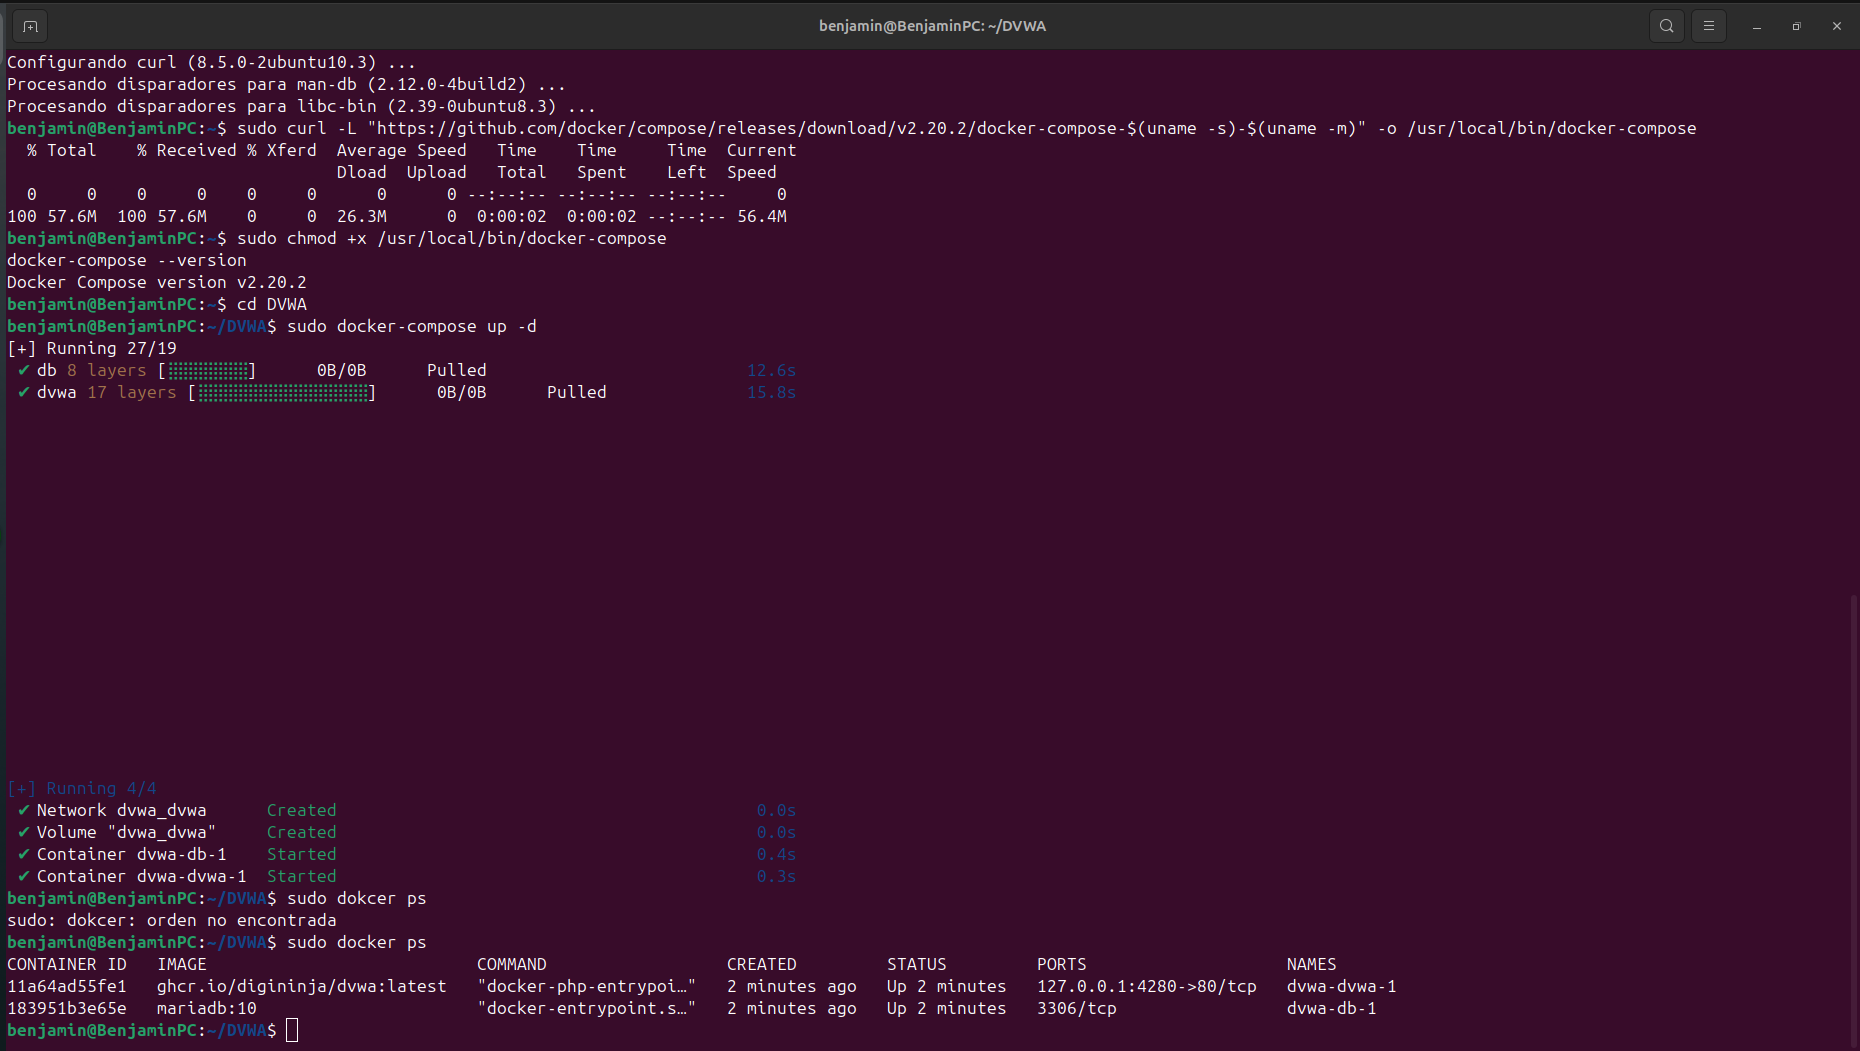 benjamin@BenjaminPC: ~/DVWA
Configurando curl (8.5.0-2ubuntu10.3) ...
Procesando disparadores para man-db (2.12.0-4build2) ...
Procesando disparadores para libc-bin (2.39-0ubuntu8.3) ...
benjamin@BenjaminPC:~$ sudo curl -L "https://github.com/docker/compose/releases/download/v2.20.2/docker-compose-$(uname -s)-$(uname -m)" -o /usr/local/bin/docker-compose
  % Total    % Received % Xferd  Average Speed   Time    Time     Time  Current
                                 Dload  Upload   Total   Spent    Left  Speed
  0     0    0     0    0     0      0      0 --:--:-- --:--:-- --:--:--     0
100 57.6M  100 57.6M    0     0  26.3M      0  0:00:02  0:00:02 --:--:-- 56.4M
benjamin@BenjaminPC:~$ sudo chmod +x /usr/local/bin/docker-compose
docker-compose --version
Docker Compose version v2.20.2
benjamin@BenjaminPC:~$ cd DVWA
benjamin@BenjaminPC:~/DVWA$ sudo docker-compose up -d
[+] Running 27/19
 ✔ db 8 layers [⣿⣿⣿⣿⣿⣿⣿⣿]      0B/0B      Pulled                          12.6s
 ✔ dvwa 17 layers [⣿⣿⣿⣿⣿⣿⣿⣿⣿⣿⣿⣿⣿⣿⣿⣿⣿]      0B/0B      Pulled              15.8s
[+] Running 4/4
 ✔ Network dvwa_dvwa      Created                                          0.0s
 ✔ Volume "dvwa_dvwa"     Created                                          0.0s
 ✔ Container dvwa-db-1    Started                                          0.4s
 ✔ Container dvwa-dvwa-1  Started                                          0.3s
benjamin@BenjaminPC:~/DVWA$ sudo dokcer ps
sudo: dokcer: orden no encontrada
benjamin@BenjaminPC:~/DVWA$ sudo docker ps
CONTAINER ID   IMAGE                           COMMAND                  CREATED         STATUS         PORTS                    NAMES
11a64ad55fe1   ghcr.io/digininja/dvwa:latest   "docker-php-entrypoi…"   2 minutes ago   Up 2 minutes   127.0.0.1:4280->80/tcp   dvwa-dvwa-1
183951b3e65e   mariadb:10                      "docker-entrypoint.s…"   2 minutes ago   Up 2 minutes   3306/tcp                 dvwa-db-1
benjamin@BenjaminPC:~/DVWA$